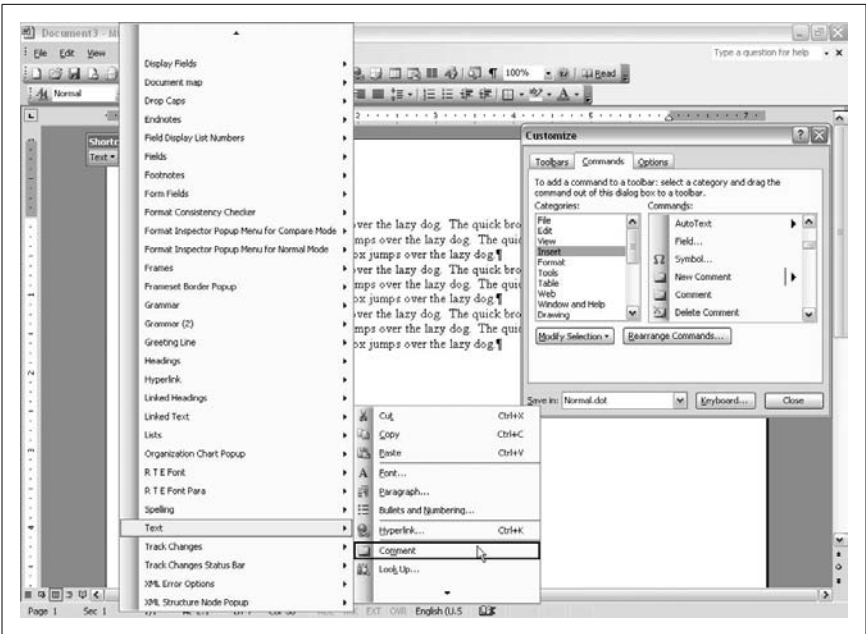 Document3 - Mi
Type a question for help
File Edit View
100%
Read
Normal
Shortc
Text
Display Fields
Document map
Drop Caps
Endnotes
Field Display List Numbers
Fields
Footnotes
Form Fields
Format Consistency Checker
Format Inspector Popup Menu for Compare Mode
Format Inspector Popup Menu for Normal Mode
Frames
Frameset Border Popup
Grammar
Grammar (2)
Greeting Line
Headings
Hyperlink
Linked Headings
Linked Text
Lists
Organization Chart Popup
R T E Font
R T E Font Para
Spelling
Text
Track Changes
Track Changes Status Bar
XML Error Options
XML Structure Node Popup
ver the lazy dog. The quick bro
mps over the lazy dog. The quic
ox jumps over the lazy dog.¶
ver the lazy dog. The quick bro
mps over the lazy dog. The quic
ox jumps over the lazy dog.¶
ver the lazy dog. The quick bro
mps over the lazy dog. The quic
ox jumps over the lazy dog.¶
Customize
Toolbars Commands Options
To add a command to a toolbar: select a category and drag the
command out of this dialog box to a toolbar.
Categories: Commands:
File
Edit
View
Insert
Format
Tools
Table
Web
Window and Help
Drawing
AutoText
Field...
Symbol...
New Comment
Comment
Delete Comment
Modify Selection Rearrange Commands...
Save in: Normal.dot Keyboard... Close
Cut Ctrl+X
Copy Ctrl+C
Paste Ctrl+V
Font...
Paragraph...
Bullets and Numbering...
Hyperlink... Ctrl+K
Comment
Look Up...
Page 1 Sec 1 EXT OVR English (U.S